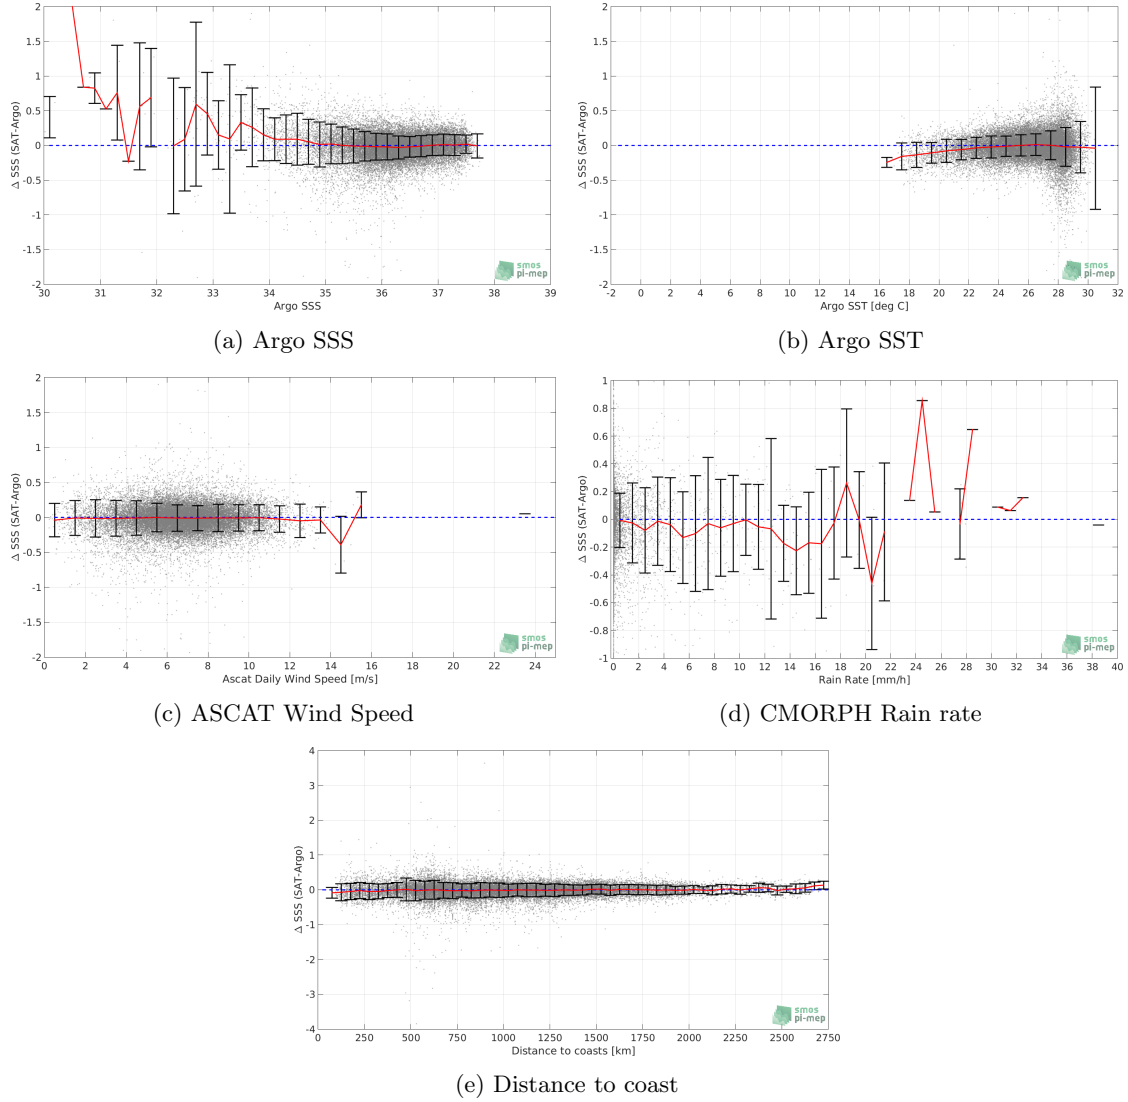 2
1.5
1
0.5
0
-0.5
-1
-1.5
-2
Δ SSS (SAT-Argo)
30 31 32 33 34 35 36 37 38 39
Argo SSS
smos
pi-mep
(a) Argo SSS
2
1.5
1
0.5
0
-0.5
-1
-1.5
-2
Δ SSS (SAT-Argo)
-2 0 2 4 6 8 10 12 14 16 18 20 22 24 26 28 30 32
Argo SST [deg C]
smos
pi-mep
(b) Argo SST
2
1.5
1
0.5
0
-0.5
-1
-1.5
-2
Δ SSS (SAT-Argo)
0 2 4 6 8 10 12 14 16 18 20 22 24
Ascat Daily Wind Speed [m/s]
smos
pi-mep
(c) ASCAT Wind Speed
1
0.8
0.6
0.4
0.2
0
-0.2
-0.4
-0.6
-0.8
-1
Δ SSS (SAT-Argo)
0 2 4 6 8 10 12 14 16 18 20 22 24 26 28 30 32 34 36 38 40
Rain Rate [mm/h]
smos
pi-mep
(d) CMORPH Rain rate
4
3
2
1
0
-1
-2
-3
-4
Δ SSS (SAT-Argo)
0 250 500 750 1000 1250 1500 1750 2000 2250 2500 2750
Distance to coasts [km]
smos
pi-mep
(e) Distance to coast